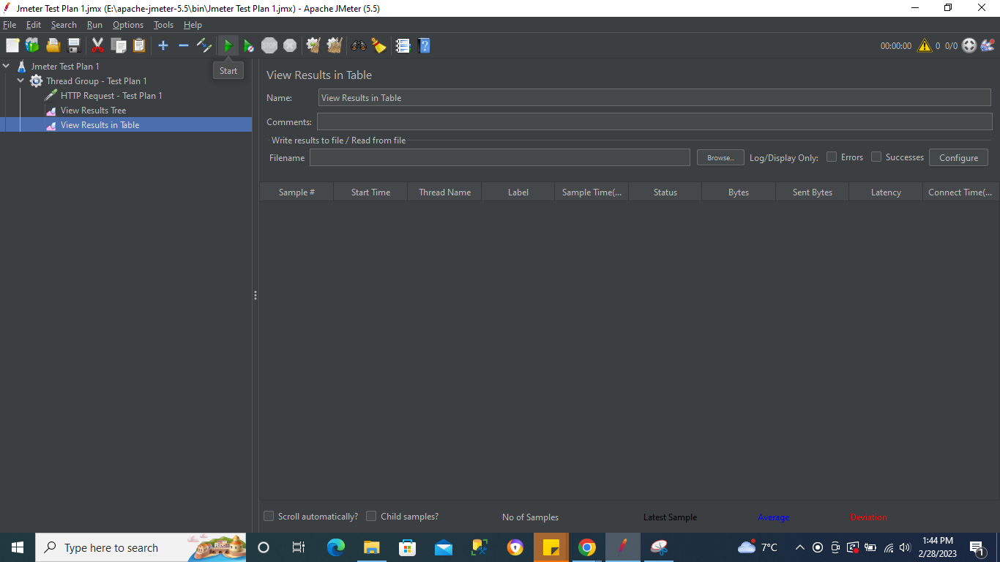 Jmeter Test Plan 1.jmx (E:\apache-jmeter-5.5\bin\Jmeter Test Plan 1.jmx) - Apache JMeter (5.5)
File Edit Search Run Options Tools Help
STOP 00:00:00 0 0/0
Start
Jmeter Test Plan 1
Thread Group - Test Plan 1
HTTP Request - Test Plan 1
View Results Tree
View Results in Table
View Results in Table
Name: View Results in Table
Comments:
Write results to file / Read from file
Filename Browse... Log/Display Only: Errors Successes Configure
Sample # Start Time Thread Name Label Sample Time(... Status Bytes Sent Bytes Latency Connect Time(...
Scroll automatically? Child samples? No of Samples Latest Sample Average Deviation
Type here to search 7°C 1:44 PM
2/28/2023 1